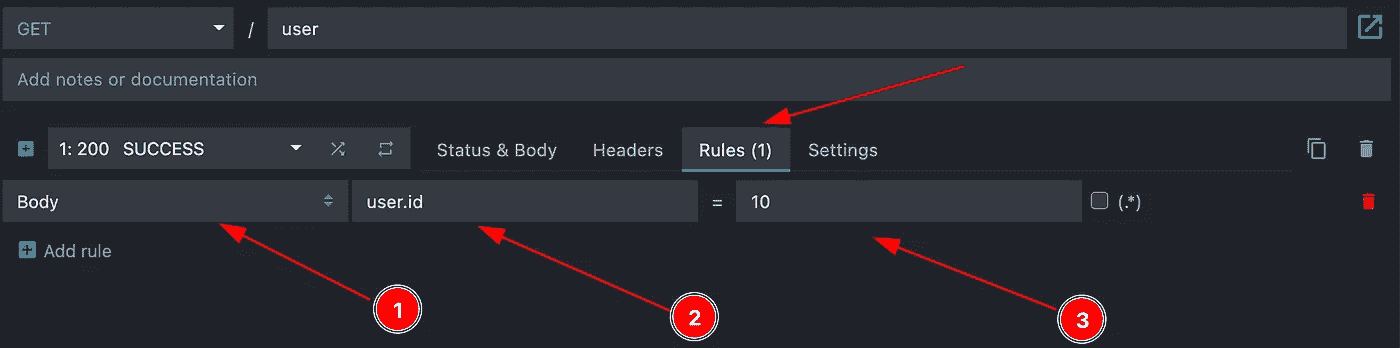 GET / user
Add notes or documentation
1: 200 SUCCESS Status & Body Headers Rules (1) Settings
Body user.id = 10 (.*)
Add rule
1 2 3